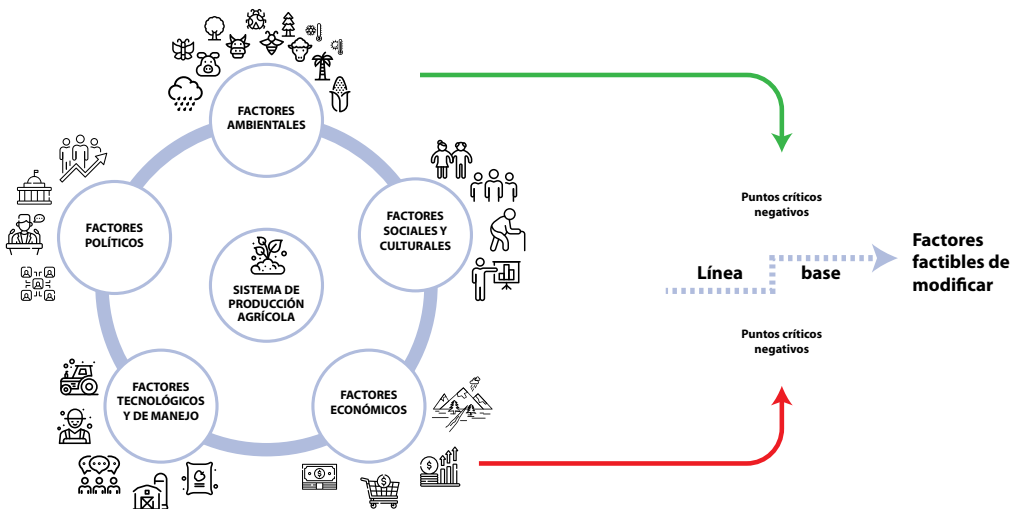 FACTORES
AMBIENTALES
FACTORES
POLÍTICOS
FACTORES
SOCIALES Y
CULTURALES
SISTEMA DE
PRODUCCIÓN
AGRÍCOLA
FACTORES
TECNOLÓGICOS
Y DE MANEJO
FACTORES
ECONÓMICOS
Puntos críticos
negativos
Línea base
Factores
factibles de
modificar
Puntos críticos
negativos